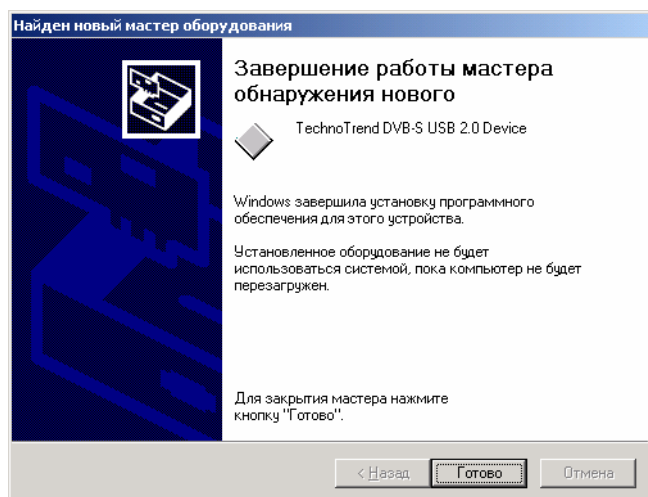 Найден новый мастер оборудования
Завершение работы мастера
обнаружения нового
TechnoTrend DVB-S USB 2.0 Device
Windows завершила установку программного
обеспечения для этого устройства.
Установленное оборудование не будет
использоваться системой, пока компьютер не будет
перезагружен.
Для закрытия мастера нажмите
кнопку "Готово".
< Назад Готово Отмена